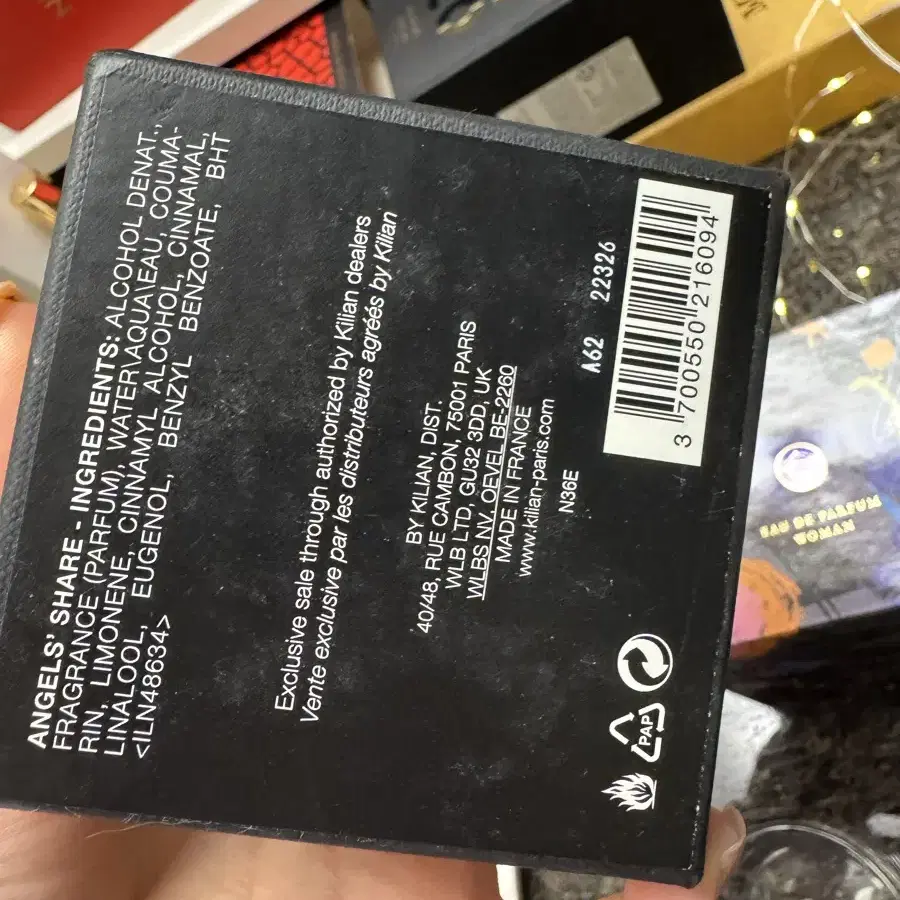 ANGELS' SHARE - INGREDIENTS: ALCOHOL DENAT.,
FRAGRANCE (PARFUM), WATER\AQUA\EAU, COUMA-
RIN, LIMONENE, CINNAMYL ALCOHOL, CINNAMAL,
LINALOOL, EUGENOL, BENZYL BENZOATE, BHT
<ILN48634>
Exclusive sale through authorized by Kilian dealers
Vente exclusive par les distributeurs agréés by Kilian
BY KILIAN, DIST.
40/48, RUE CAMBON, 75001 PARIS
WLB LTD, GU32 3DD, UK
WLBS NV. OEVEL BE-2260
MADE IN FRANCE
www.kilian-paris.com
N36E
A62 22326
3 700550 216094
PAP
EAU DE PARFUM
WOMAN